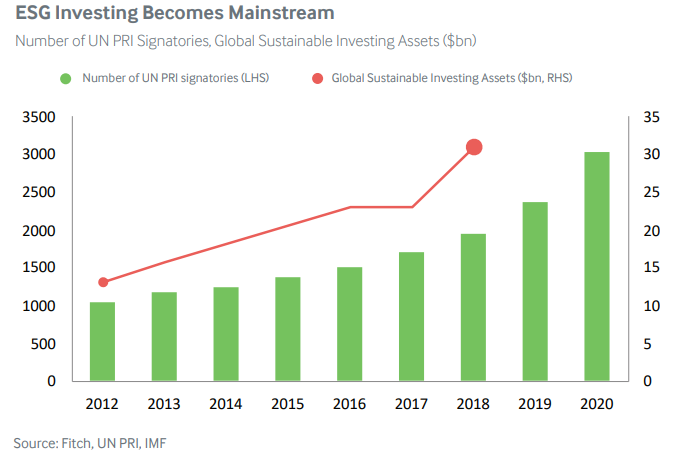 ESG Investing Becomes Mainstream
Number of UN PRI Signatories, Global Sustainable Investing Assets ($bn)
Number of UN PRI signatories (LHS) Global Sustainable Investing Assets ($bn, RHS)
3500 35
3000 30
2500 25
2000 20
1500 15
1000 10
500 5
0 0
2012 2013 2014 2015 2016 2017 2018 2019 2020
Source: Fitch, UN PRI, IMF